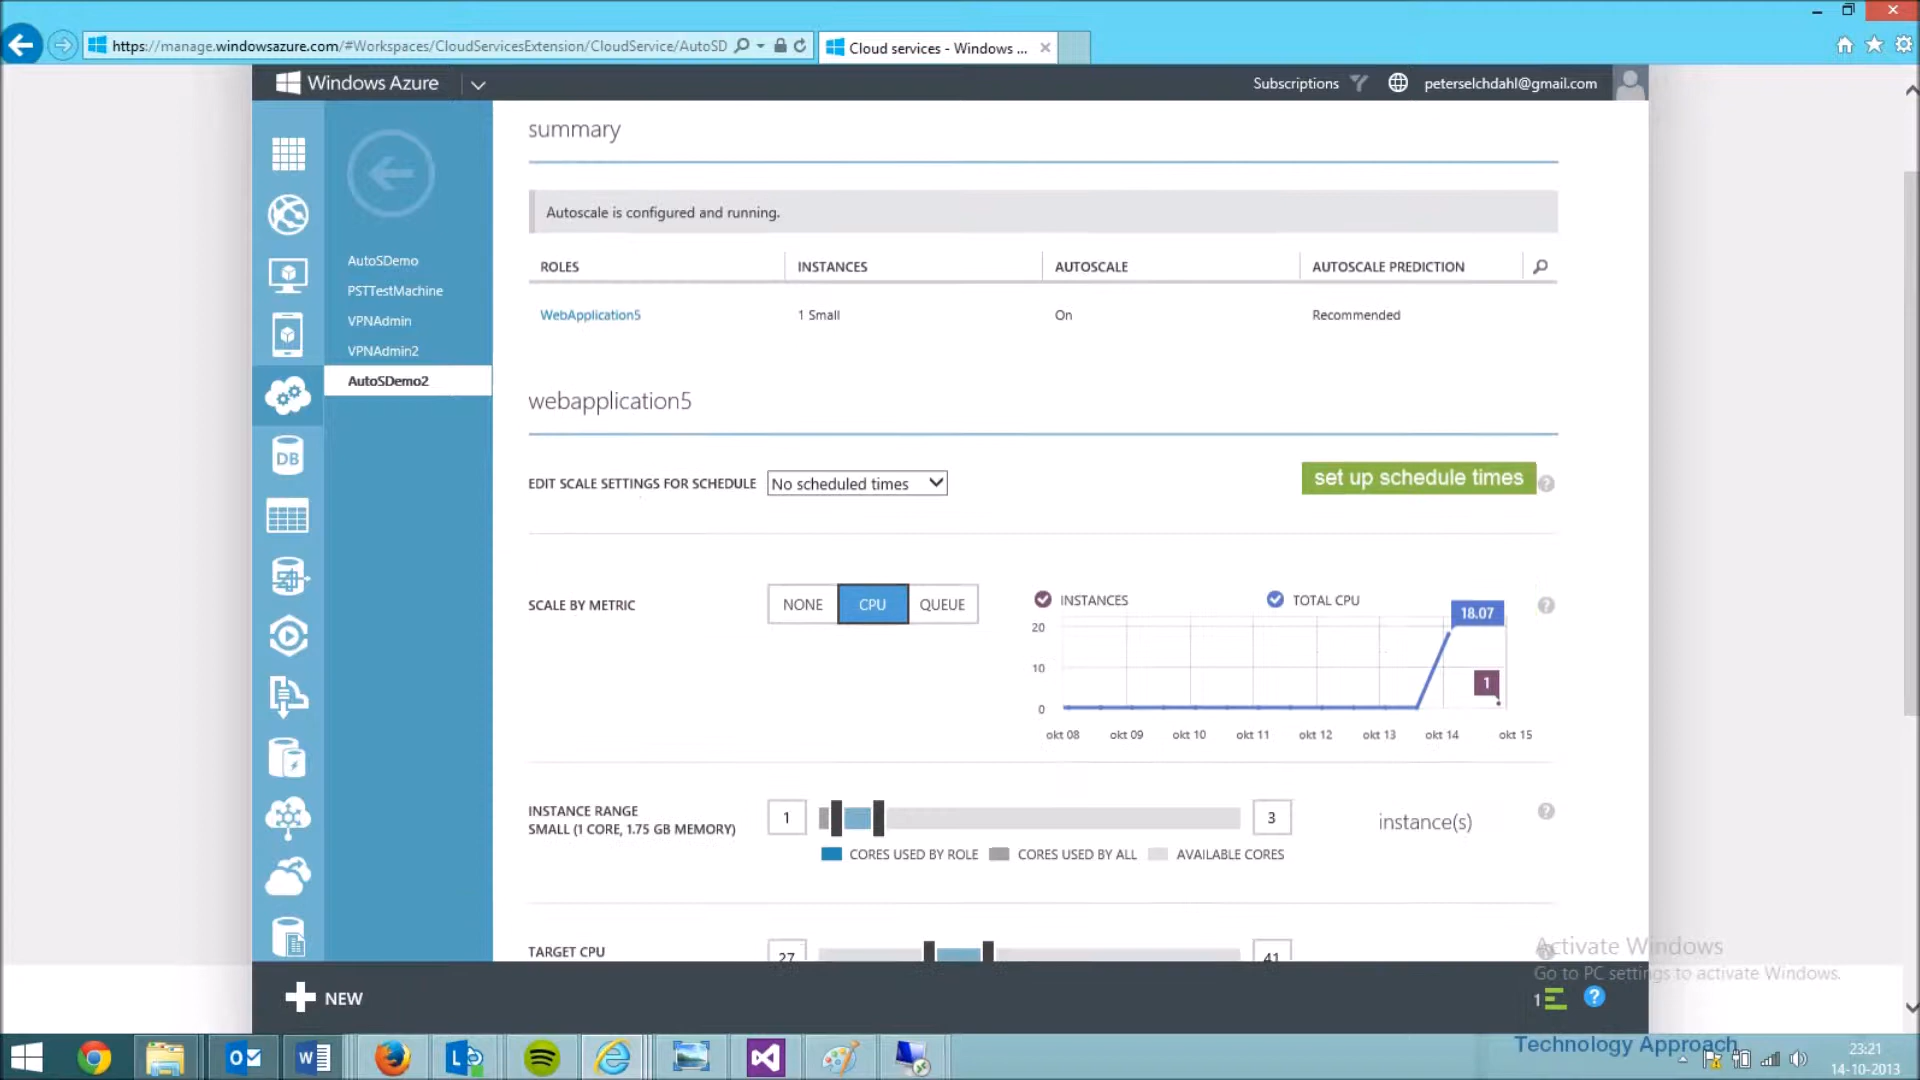 https://manage.windowsazure.com/#Workspaces/CloudServicesExtension/CloudService/AutoSD
Cloud services - Windows ...
Windows Azure
Subscriptions
peterselchdahl@gmail.com
summary
Autoscale is configured and running.
ROLES INSTANCES AUTOSCALE AUTOSCALE PREDICTION
WebApplication5 1 Small On Recommended
AutoSDemo
PSTTestMachine
VPNAdmin
VPNAdmin2
AutoSDemo2
webapplication5
EDIT SCALE SETTINGS FOR SCHEDULE No scheduled times set up schedule times ?
SCALE BY METRIC NONE CPU QUEUE
INSTANCES TOTAL CPU ?
18.07
1
20
10
0
okt 08 okt 09 okt 10 okt 11 okt 12 okt 13 okt 14 okt 15
INSTANCE RANGE
SMALL (1 CORE, 1.75 GB MEMORY)
1 3 instance(s) ?
CORES USED BY ROLE CORES USED BY ALL AVAILABLE CORES
TARGET CPU 27 41
DB
NEW
1 ?
Activate Windows
Go to PC settings to activate Windows.
Technology Approach
23:21
14-10-2013